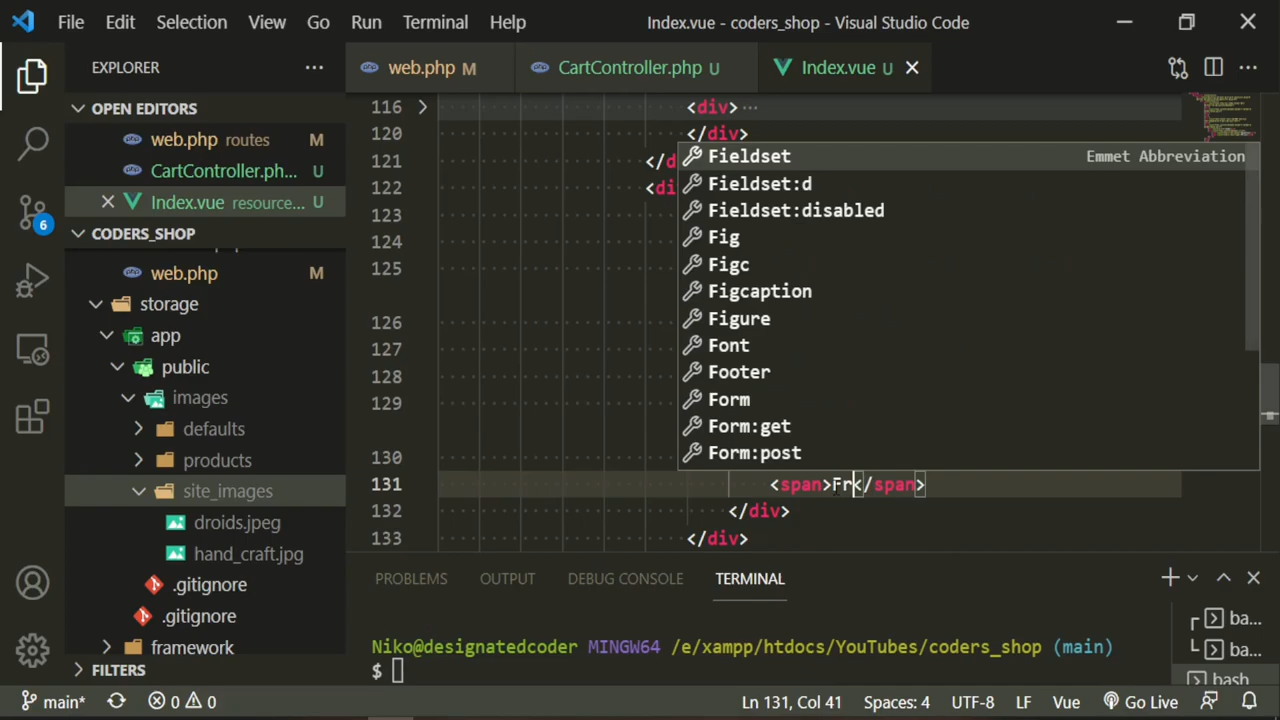 File Edit Selection View Go Run Terminal Help Index.vue - coders_shop - Visual Studio Code
EXPLORER
web.php M CartController.php U Index.vue U
OPEN EDITORS
web.php routes M
CartController.ph... U
Index.vue resource... U
CODERS_SHOP
web.php M
storage
app
public
images
defaults
products
site_images
droids.jpeg
hand_craft.jpg
.gitignore
.gitignore
framework
FILTERS
6
116 <div> ...
120 </div>
121 </d
122 <di
123
124
125
126
127
128
129
130
131 <span>Fr</span>
132 </div>
133 </div>
Fieldset Emmet Abbreviation
Fieldset:d
Fieldset:disabled
Fig
Figc
Figcaption
Figure
Font
Footer
Form
Form:get
Form:post
PROBLEMS OUTPUT DEBUG CONSOLE TERMINAL
Niko@designatedcoder MINGW64 /e/xampp/htdocs/YouTubes/coders_shop (main)
$
ba...
ba...
bash
main* 0 0 Ln 131, Col 41 Spaces: 4 UTF-8 LF Vue Go Live